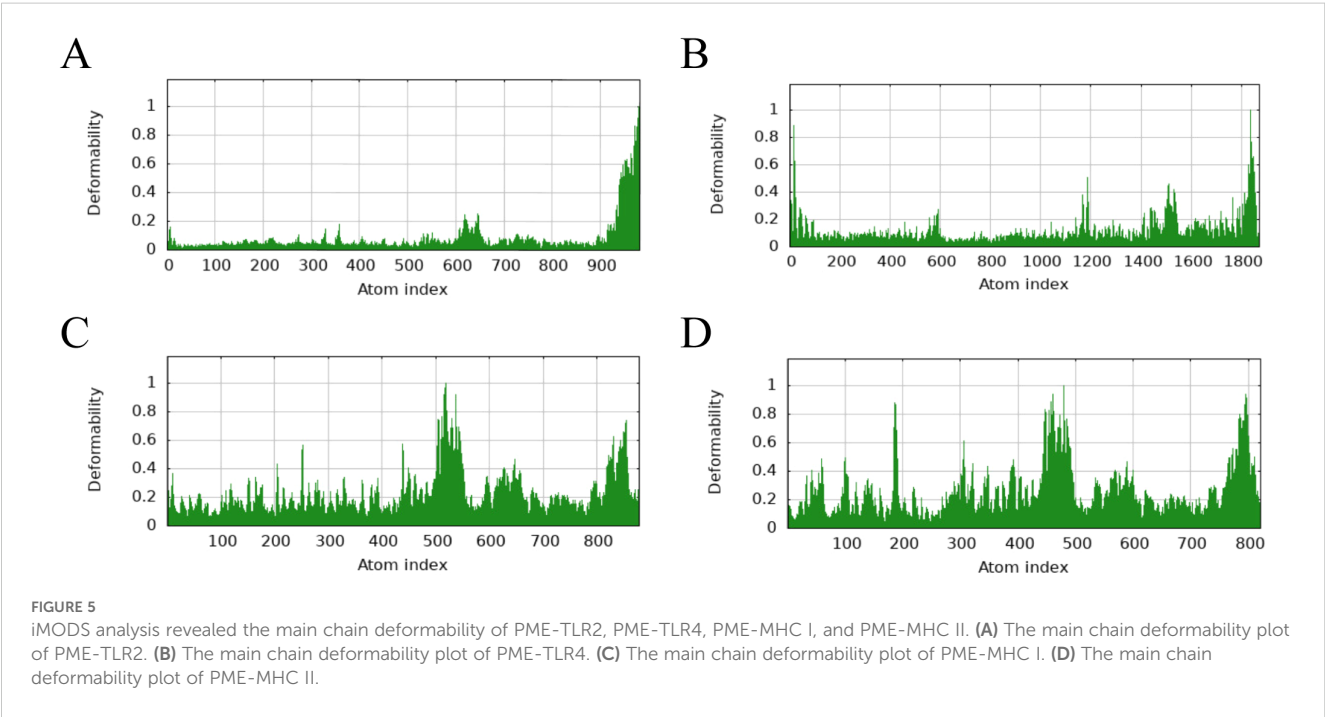 A
Deformability
1
0.8
0.6
0.4
0.2
0
0 100 200 300 400 500 600 700 800 900
Atom index
B
Deformability
1
0.8
0.6
0.4
0.2
0
0 200 400 600 800 1000 1200 1400 1600 1800
Atom index
C
Deformability
1
0.8
0.6
0.4
0.2
0
100 200 300 400 500 600 700 800
Atom index
D
Deformability
1
0.8
0.6
0.4
0.2
0
100 200 300 400 500 600 700 800
Atom index
FIGURE 5
iMODS analysis revealed the main chain deformability of PME-TLR2, PME-TLR4, PME-MHC I, and PME-MHC II. (A) The main chain deformability plot
of PME-TLR2. (B) The main chain deformability plot of PME-TLR4. (C) The main chain deformability plot of PME-MHC I. (D) The main chain
deformability plot of PME-MHC II.